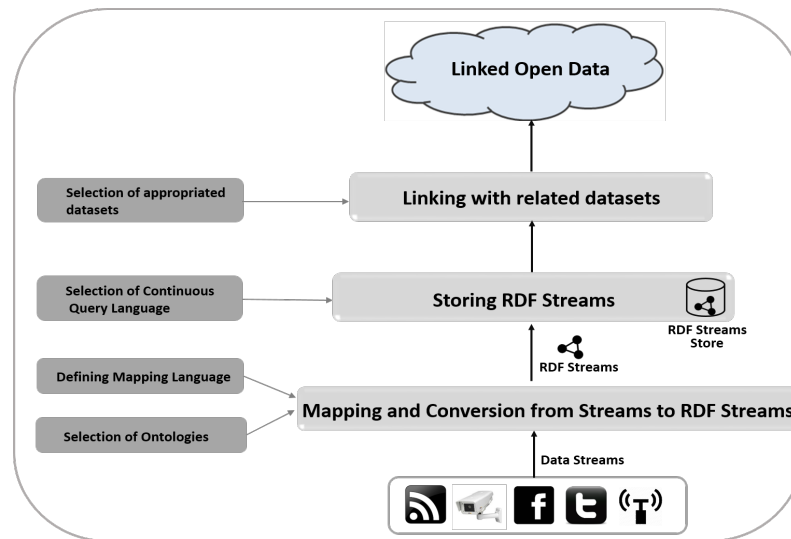 Linked Open Data
Selection of appropriated
datasets
Linking with related datasets
Selection of Continuous
Query Language
Storing RDF Streams
RDF Streams
Store
RDF Streams
Defining Mapping Language
Mapping and Conversion from Streams to RDF Streams
Selection of Ontologies
Data Streams
f
t
T